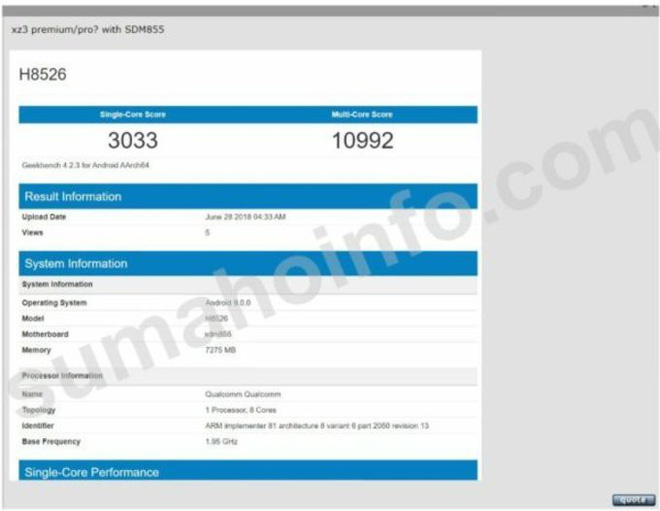 xz3 premium/pro? with SDM855
H8526
Single-Core Score Multi-Core Score
3033 10992
Geekbench 4.2.3 for Android AArch64
Result Information
Upload Date June 28 2018 04:33 AM
Views 5
System Information
System Information
Operating System Android 9.0.0
Model H8526
Motherboard sdm855
Memory 7275 MB
Processor Information
Name Qualcomm Qualcomm
Topology 1 Processor, 8 Cores
Identifier ARM implementer 81 architecture 8 variant 6 part 2050 revision 13
Base Frequency 1.95 GHz
Single-Core Performance
sumahoinfo.com
quote